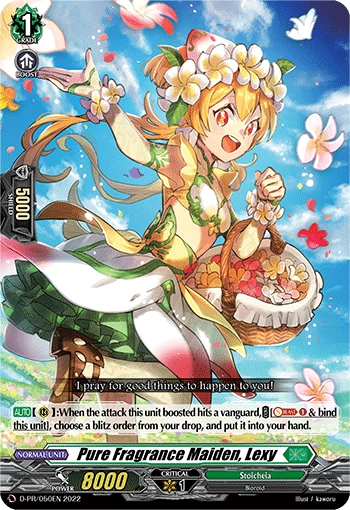 1
GRADE
BOOST
5000
SHIELD
I pray for good things to happen to you!
AUTO【 】:When the attack this unit boosted hits a vanguard, [ BLAST 1 & bind
this unit], choose a blitz order from your drop, and put it into your hand.
NORMAL UNIT
Pure Fragrance Maiden, Lexy
POWER 8000
CRITICAL
1
Stoicheia
Bioroid
D-PR/050EN 2022
Illust / kaworu